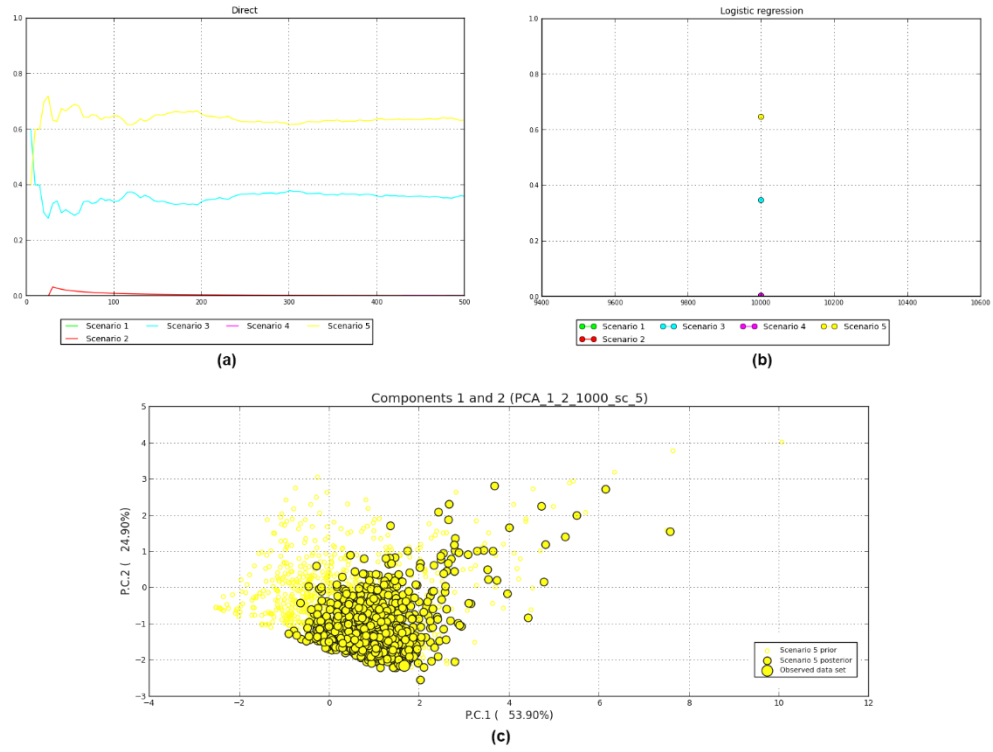 Direct
1.0
0.8
0.6
0.4
0.2
0.0
0 100 200 300 400 500
Scenario 1 Scenario 3 Scenario 4 Scenario 5
Scenario 2
(a)
Logistic regression
1.0
0.8
0.6
0.4
0.2
0.0
9400 9600 9800 10000 10200 10400 10600
Scenario 1 Scenario 3 Scenario 4 Scenario 5
Scenario 2
(b)
Components 1 and 2 (PCA_1_2_1000_sc_5)
P.C.2 ( 24.90%)
5
4
3
2
1
0
−1
−2
−3
−4 −2 0 2 4 6 8 10 12
P.C.1 ( 53.90%)
Scenario 5 prior
Scenario 5 posterior
Observed data set
(c)